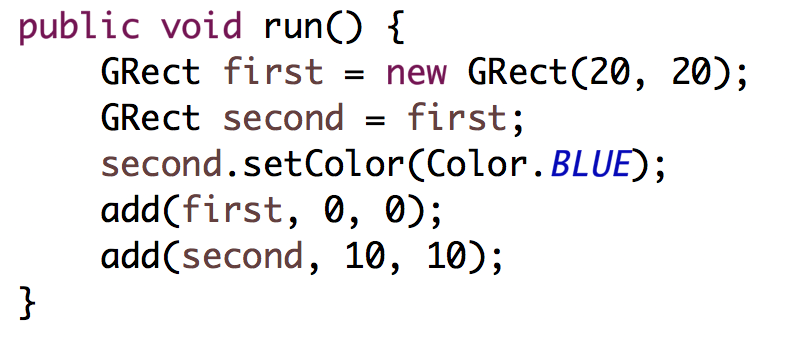 public void run() {
    GRect first = new GRect(20, 20);
    GRect second = first;
    second.setColor(Color.BLUE);
    add(first, 0, 0);
    add(second, 10, 10);
}